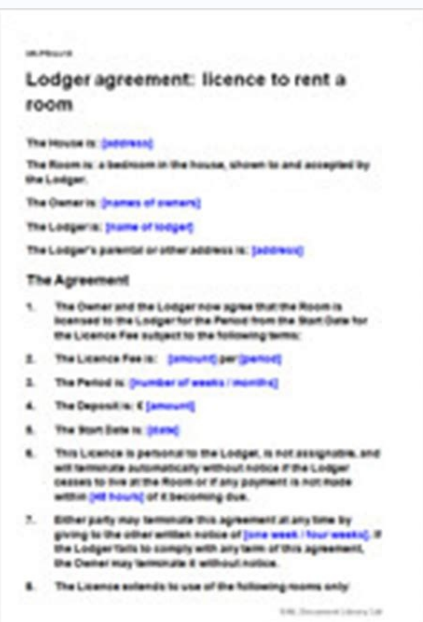 Lodger agreement: licence to rent a
room
The House is: [address]
The Room is: a bedroom in the house, shown to and accepted by
the Lodger.
The Owner is: [names of owners]
The Lodger is: [name of lodger]
The Lodger's parental or other address is: [address]
The Agreement
1. The Owner and the Lodger now agree that the Room is
licensed to the Lodger for the Period from the Start Date for
the Licence Fee subject to the following terms:
2. The Licence Fee is: [amount] per [period]
3. The Period is: [number of weeks / months]
4. The Deposit is: £ [amount]
5. The Start Date is: [date]
6. This Licence is personal to the Lodger, is not assignable, and
will terminate automatically without notice if the Lodger
ceases to live at the Room or if any payment is not made
within [48 hours] of it becoming due.
7. Either party may terminate this agreement at any time by
giving to the other written notice of [one week / four weeks]. If
the Lodger fails to comply with any term of this agreement,
the Owner may terminate it without notice.
8. The Licence extends to use of the following rooms only:
Document Library